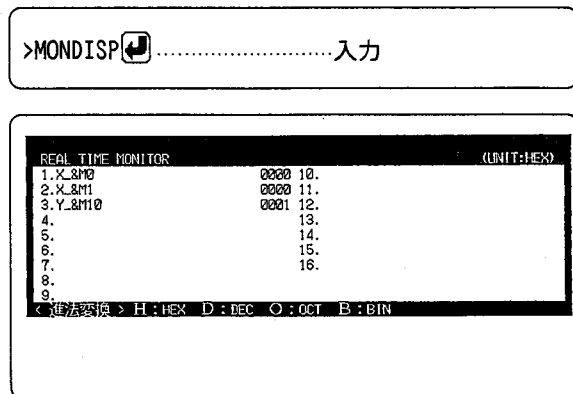 >MONDISP↵ ..........................入力
REAL TIME MONITOR (UNIT:HEX)
1.X_&M0 0000 10.
2.X_&M1 0000 11.
3.Y_&M10 0001 12.
4. 13.
5. 14.
6. 15.
7. 16.
8.
9.
< 進法変換 > H:HEX D:DEC O:OCT B:BIN